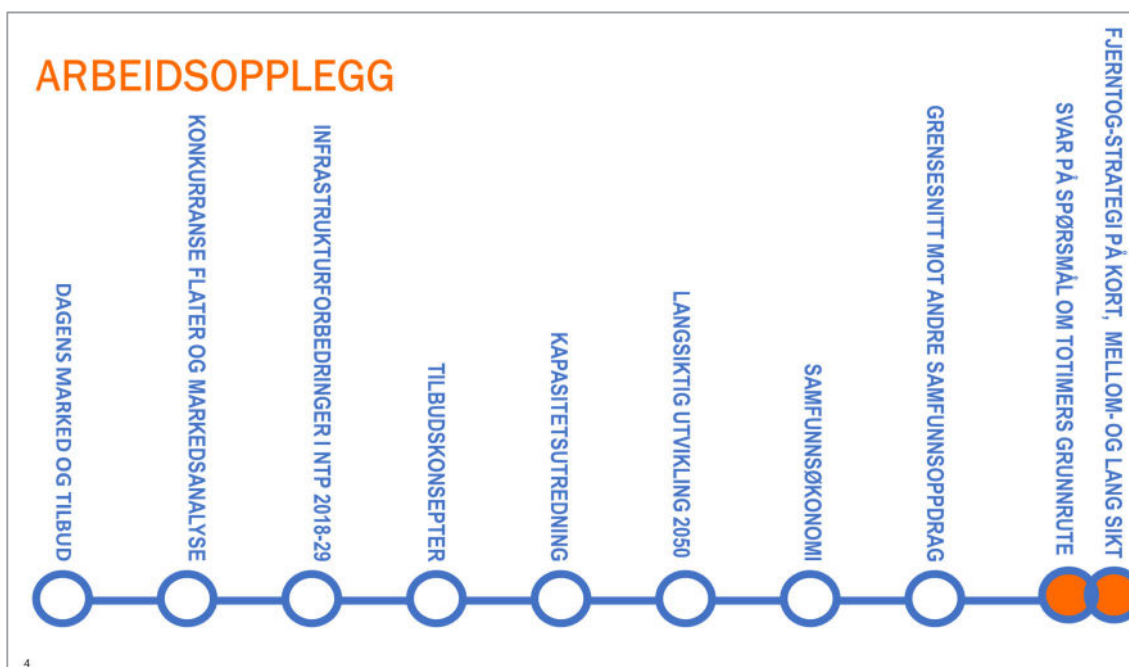 ARBEIDSOPPLEGG
DAGENS MARKED OG TILBUD
KONKURRANSE FLATER OG MARKEDSANALYSE
INFRASTRUKTURFORBEDRINGER I NTP 2018-29
TILBUDSKONSEPTER
KAPASITETSUTREDNING
LANGSIKTIG UTVIKLING 2050
SAMFUNNSØKONOMI
GRENSESNITT MOT ANDRE SAMFUNNSOPPDRAG
SVAR PÅ SPØRSMÅL OM TOTIMERS GRUNNRUTE
FJERNTOG-STRATEGI PÅ KORT, MELLOM- OG LANG SIKT
4